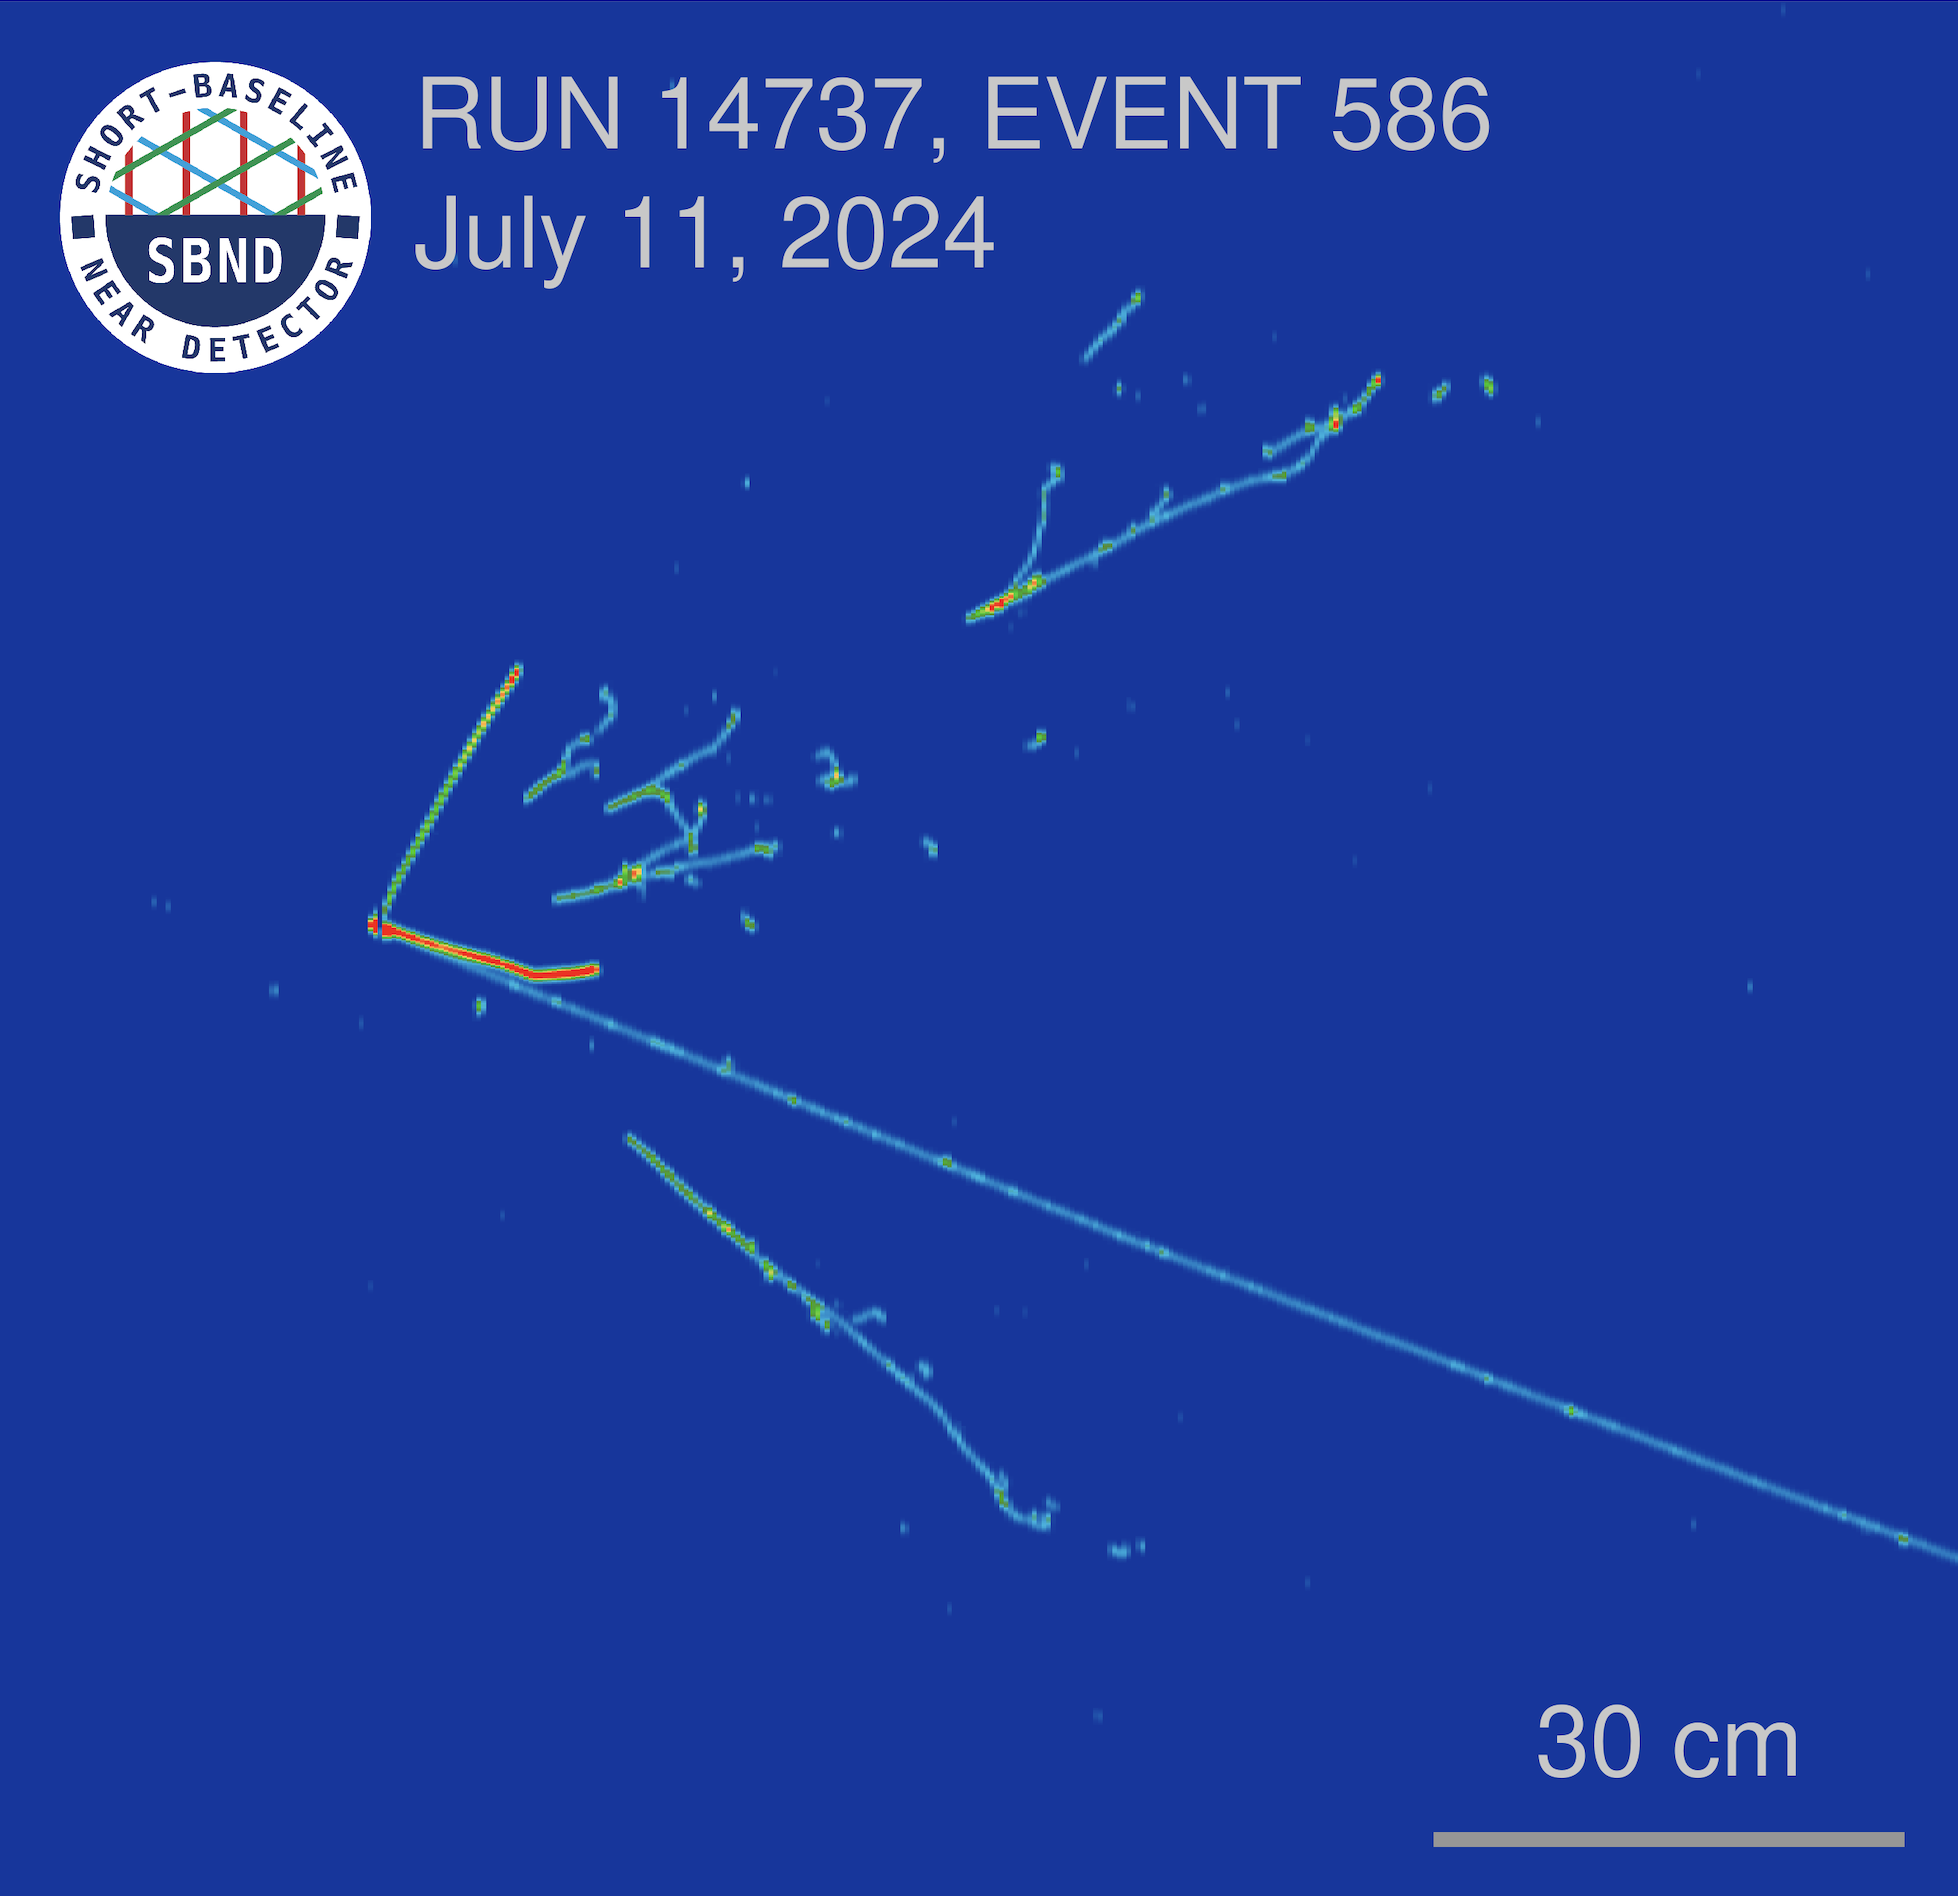 SHORT-BASELINE
SBND
NEAR DETECTOR
RUN 14737, EVENT 586
July 11, 2024
30 cm